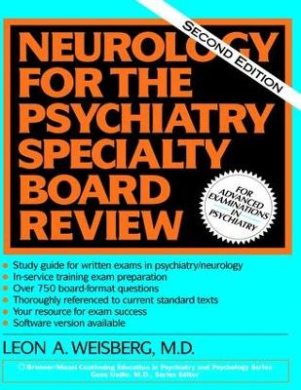 NEUROLOGY
FOR THE
PSYCHIATRY
SPECIALTY
BOARD
REVIEW
SECOND EDITION
FOR
ADVANCED
EXAMINATIONS
IN
PSYCHIATRY
Study guide for written exams in psychiatry/neurology
In-service training exam preparation
Over 750 board-format questions
Thoroughly referenced to current standard texts
Your resource for exam success
Software version available
LEON A. WEISBERG, M.D.
Brunner/Mazel Continuing Education in Psychiatry and Psychology Series
Gene Usdin, M.D., Series Editor